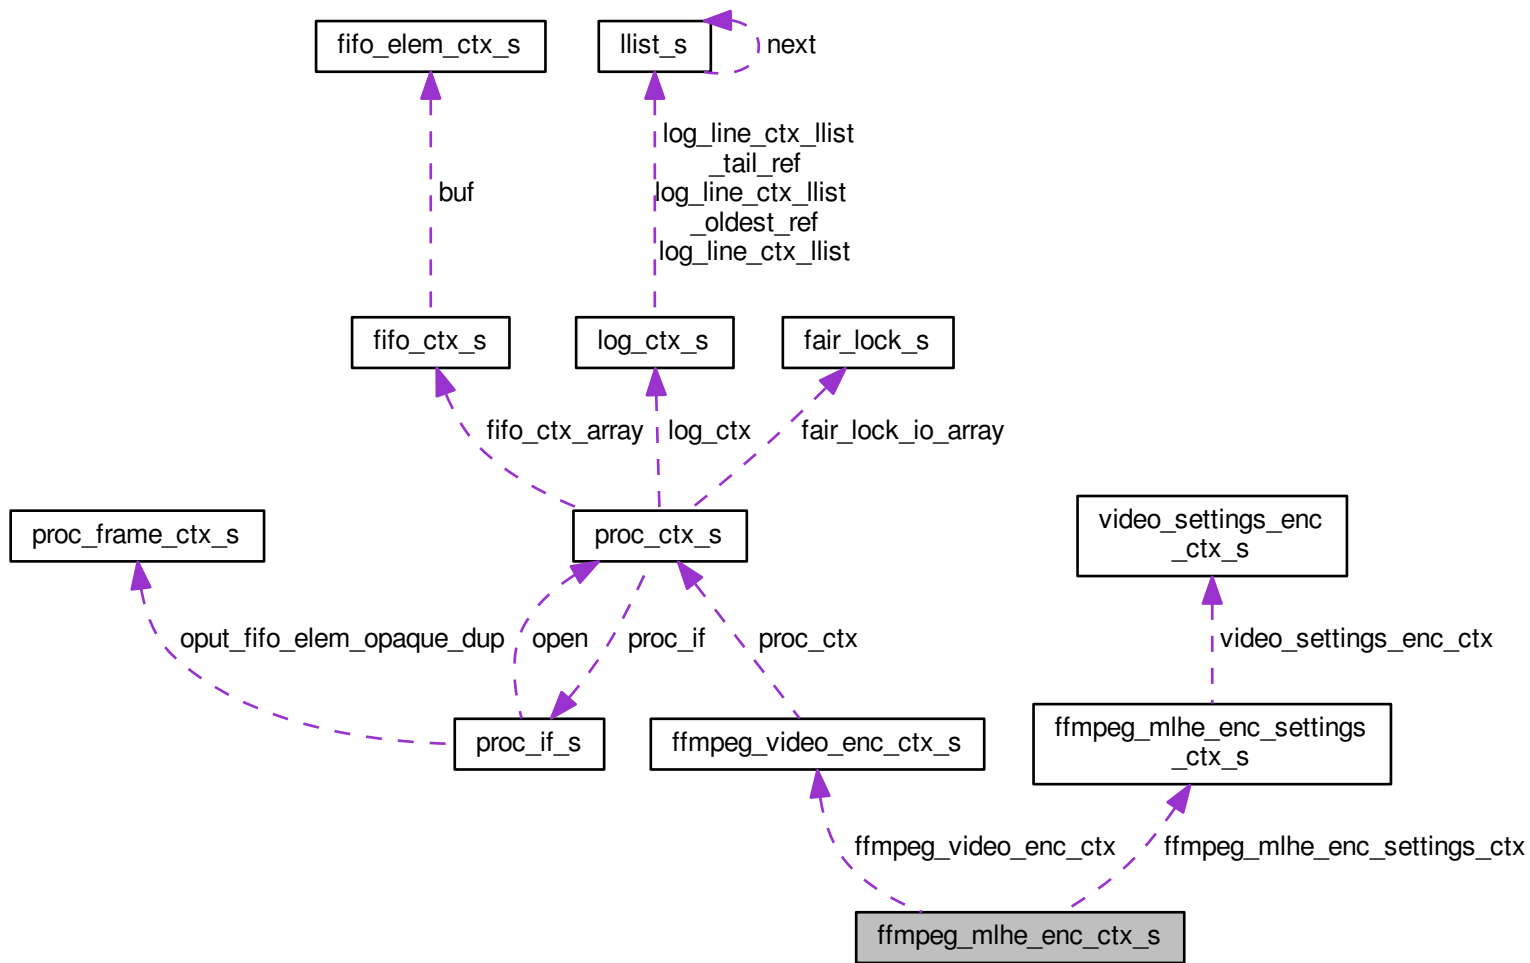 fifo_elem_ctx_s
llist_s
next
log_line_ctx_llist
_tail_ref
log_line_ctx_llist
_oldest_ref
log_line_ctx_llist
buf
fifo_ctx_s
log_ctx_s
fair_lock_s
fifo_ctx_array
log_ctx
fair_lock_io_array
proc_frame_ctx_s
proc_ctx_s
video_settings_enc
_ctx_s
oput_fifo_elem_opaque_dup
open
proc_if
proc_ctx
video_settings_enc_ctx
proc_if_s
ffmpeg_video_enc_ctx_s
ffmpeg_mlhe_enc_settings
_ctx_s
ffmpeg_video_enc_ctx
ffmpeg_mlhe_enc_settings_ctx
ffmpeg_mlhe_enc_ctx_s